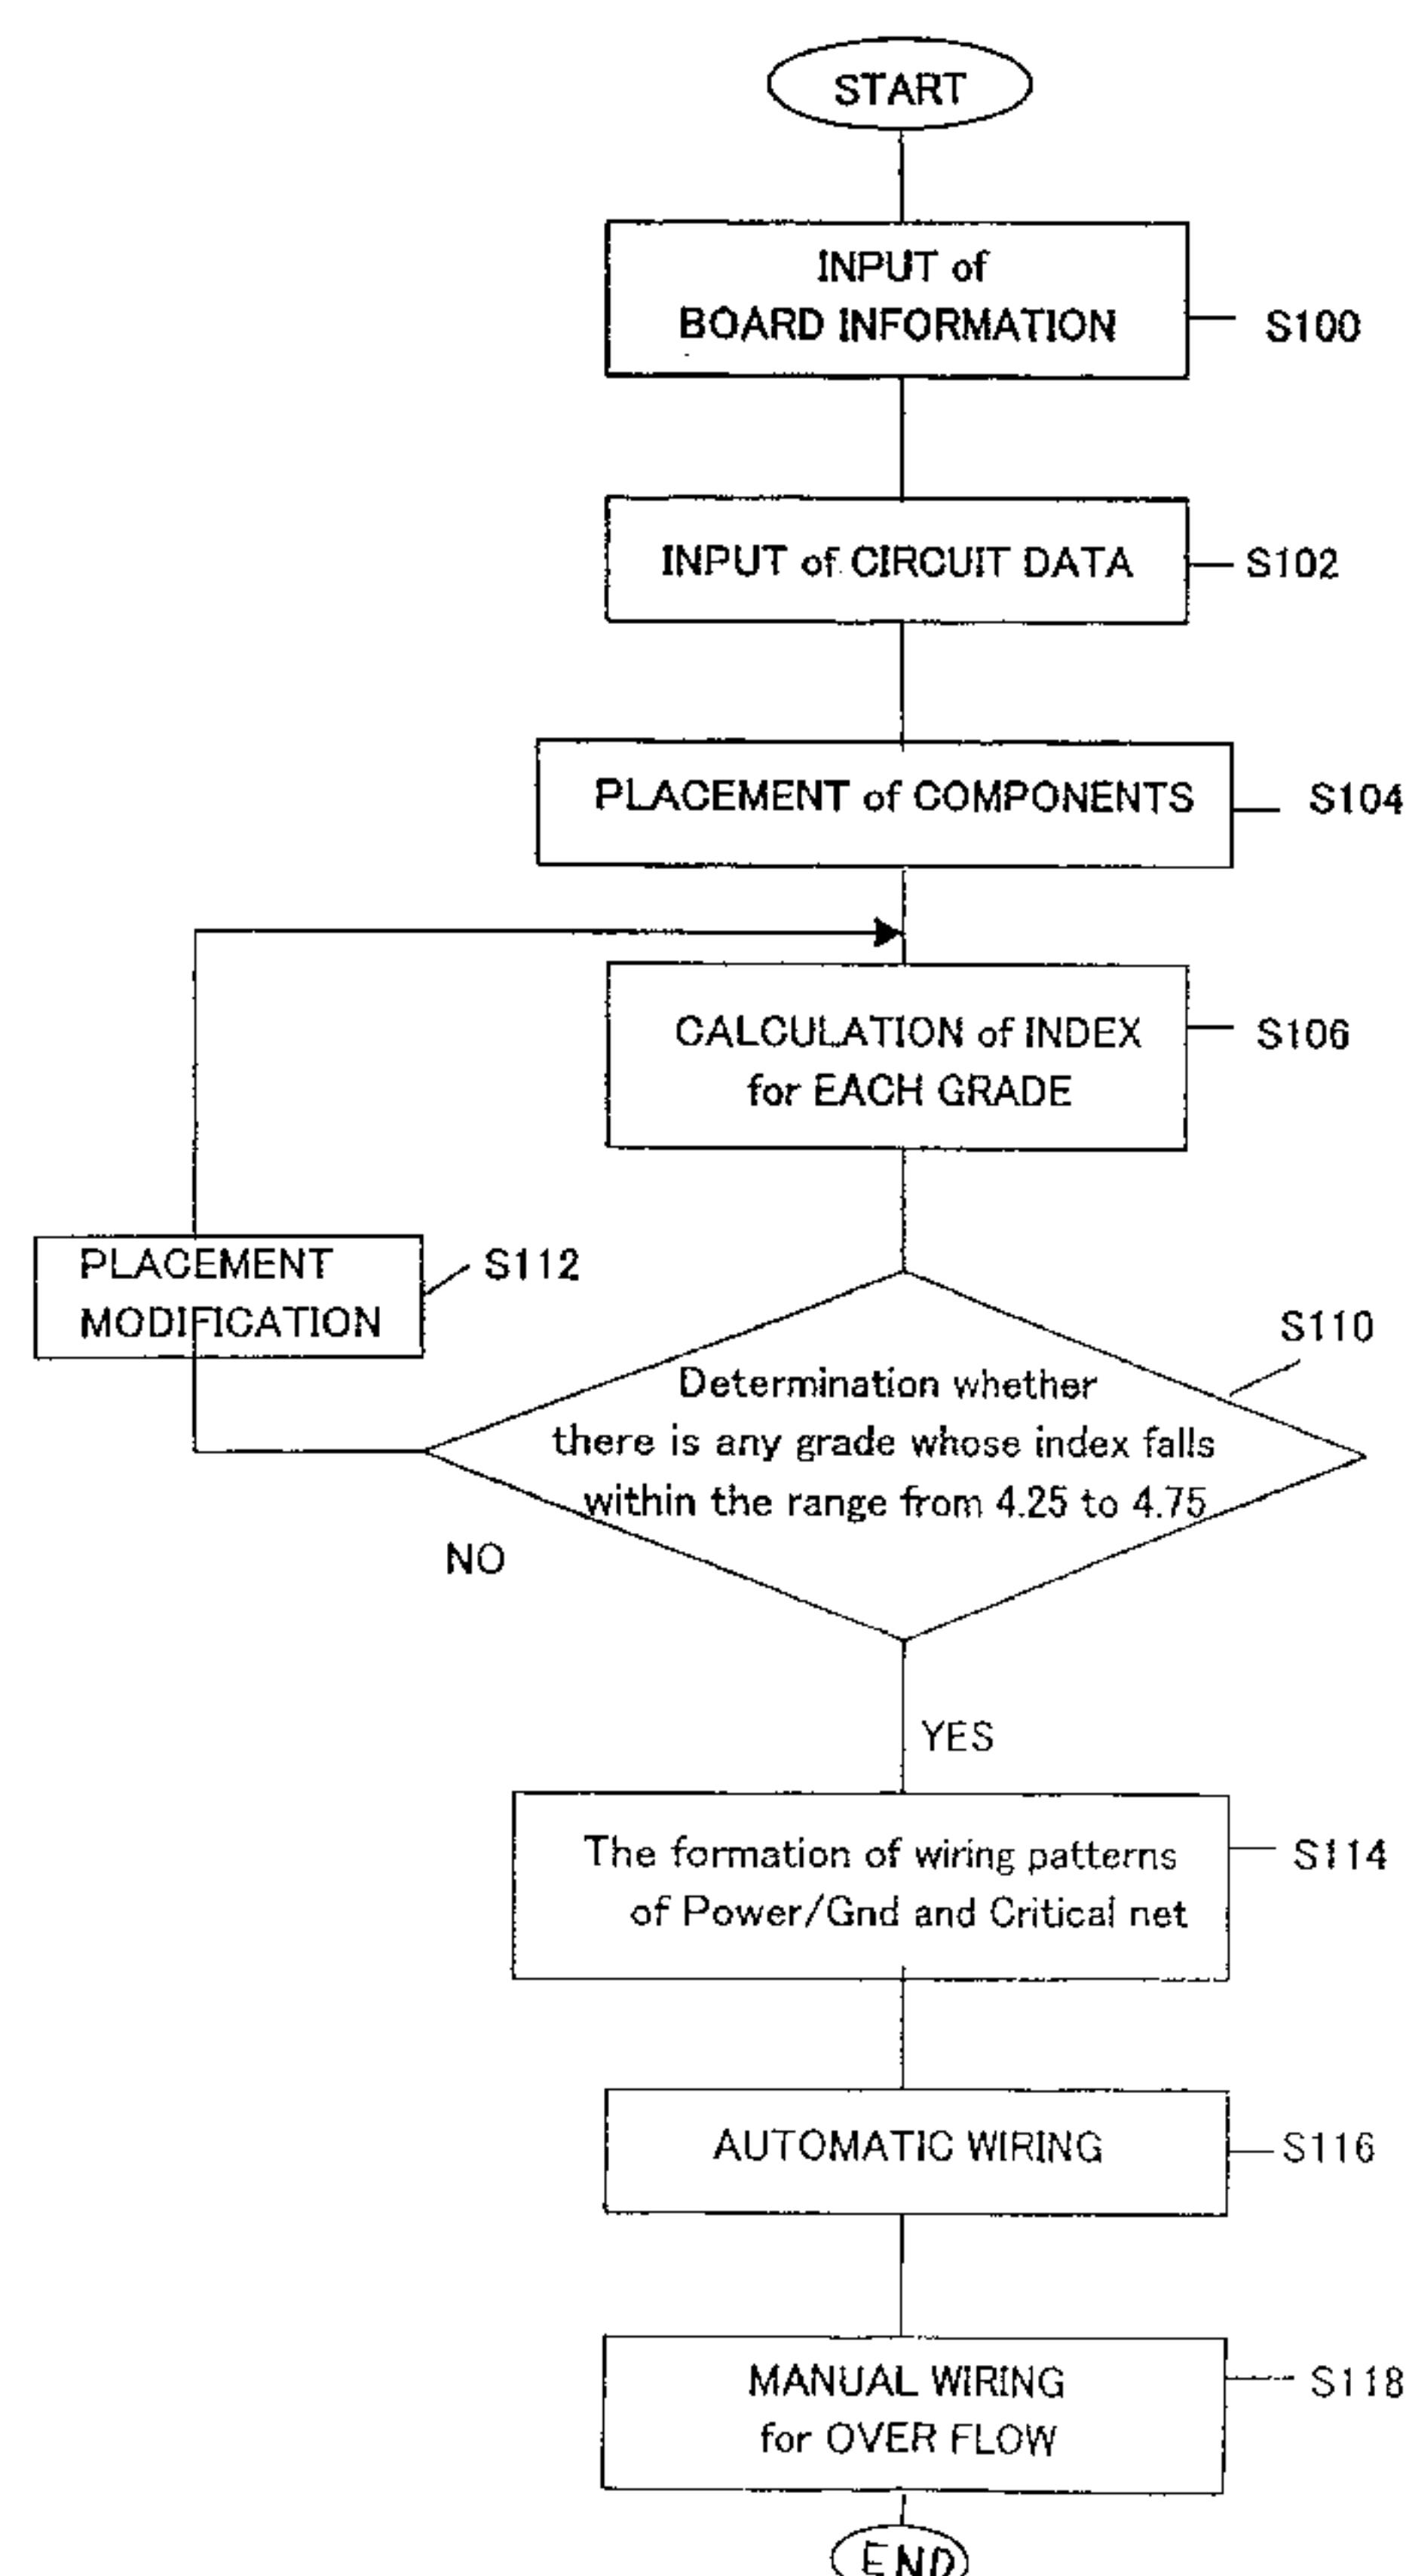 START
INPUT of
BOARD INFORMATION
S100
INPUT of CIRCUIT DATA
S102
PLACEMENT of COMPONENTS
S104
CALCULATION of INDEX
for EACH GRADE
S106
PLACEMENT
MODIFICATION
S112
S110
Determination whether
there is any grade whose index falls
within the range from 4.25 to 4.75
NO
YES
The formation of wiring patterns
of Power/Gnd and Critical net
S114
AUTOMATIC WIRING
S116
MANUAL WIRING
for OVER FLOW
S118
END